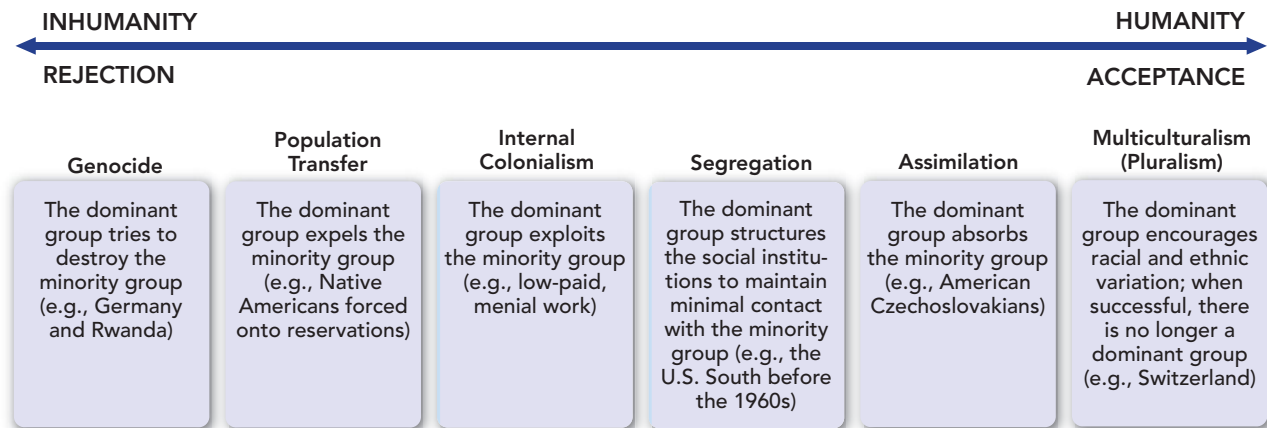 INHUMANITY
HUMANITY
REJECTION
ACCEPTANCE
Genocide
The dominant
group tries to
destroy the
minority group
(e.g., Germany
and Rwanda)
Population
Transfer
The dominant
group expels the
minority group
(e.g., Native
Americans forced
onto reservations)
Internal
Colonialism
The dominant
group exploits
the minority group
(e.g., low-paid,
menial work)
Segregation
The dominant
group structures
the social institu-
tions to maintain
minimal contact
with the minority
group (e.g., the
U.S. South before
the 1960s)
Assimilation
The dominant
group absorbs
the minority group
(e.g., American
Czechoslovakians)
Multiculturalism
(Pluralism)
The dominant
group encourages
racial and ethnic
variation; when
successful, there
is no longer a
dominant group
(e.g., Switzerland)